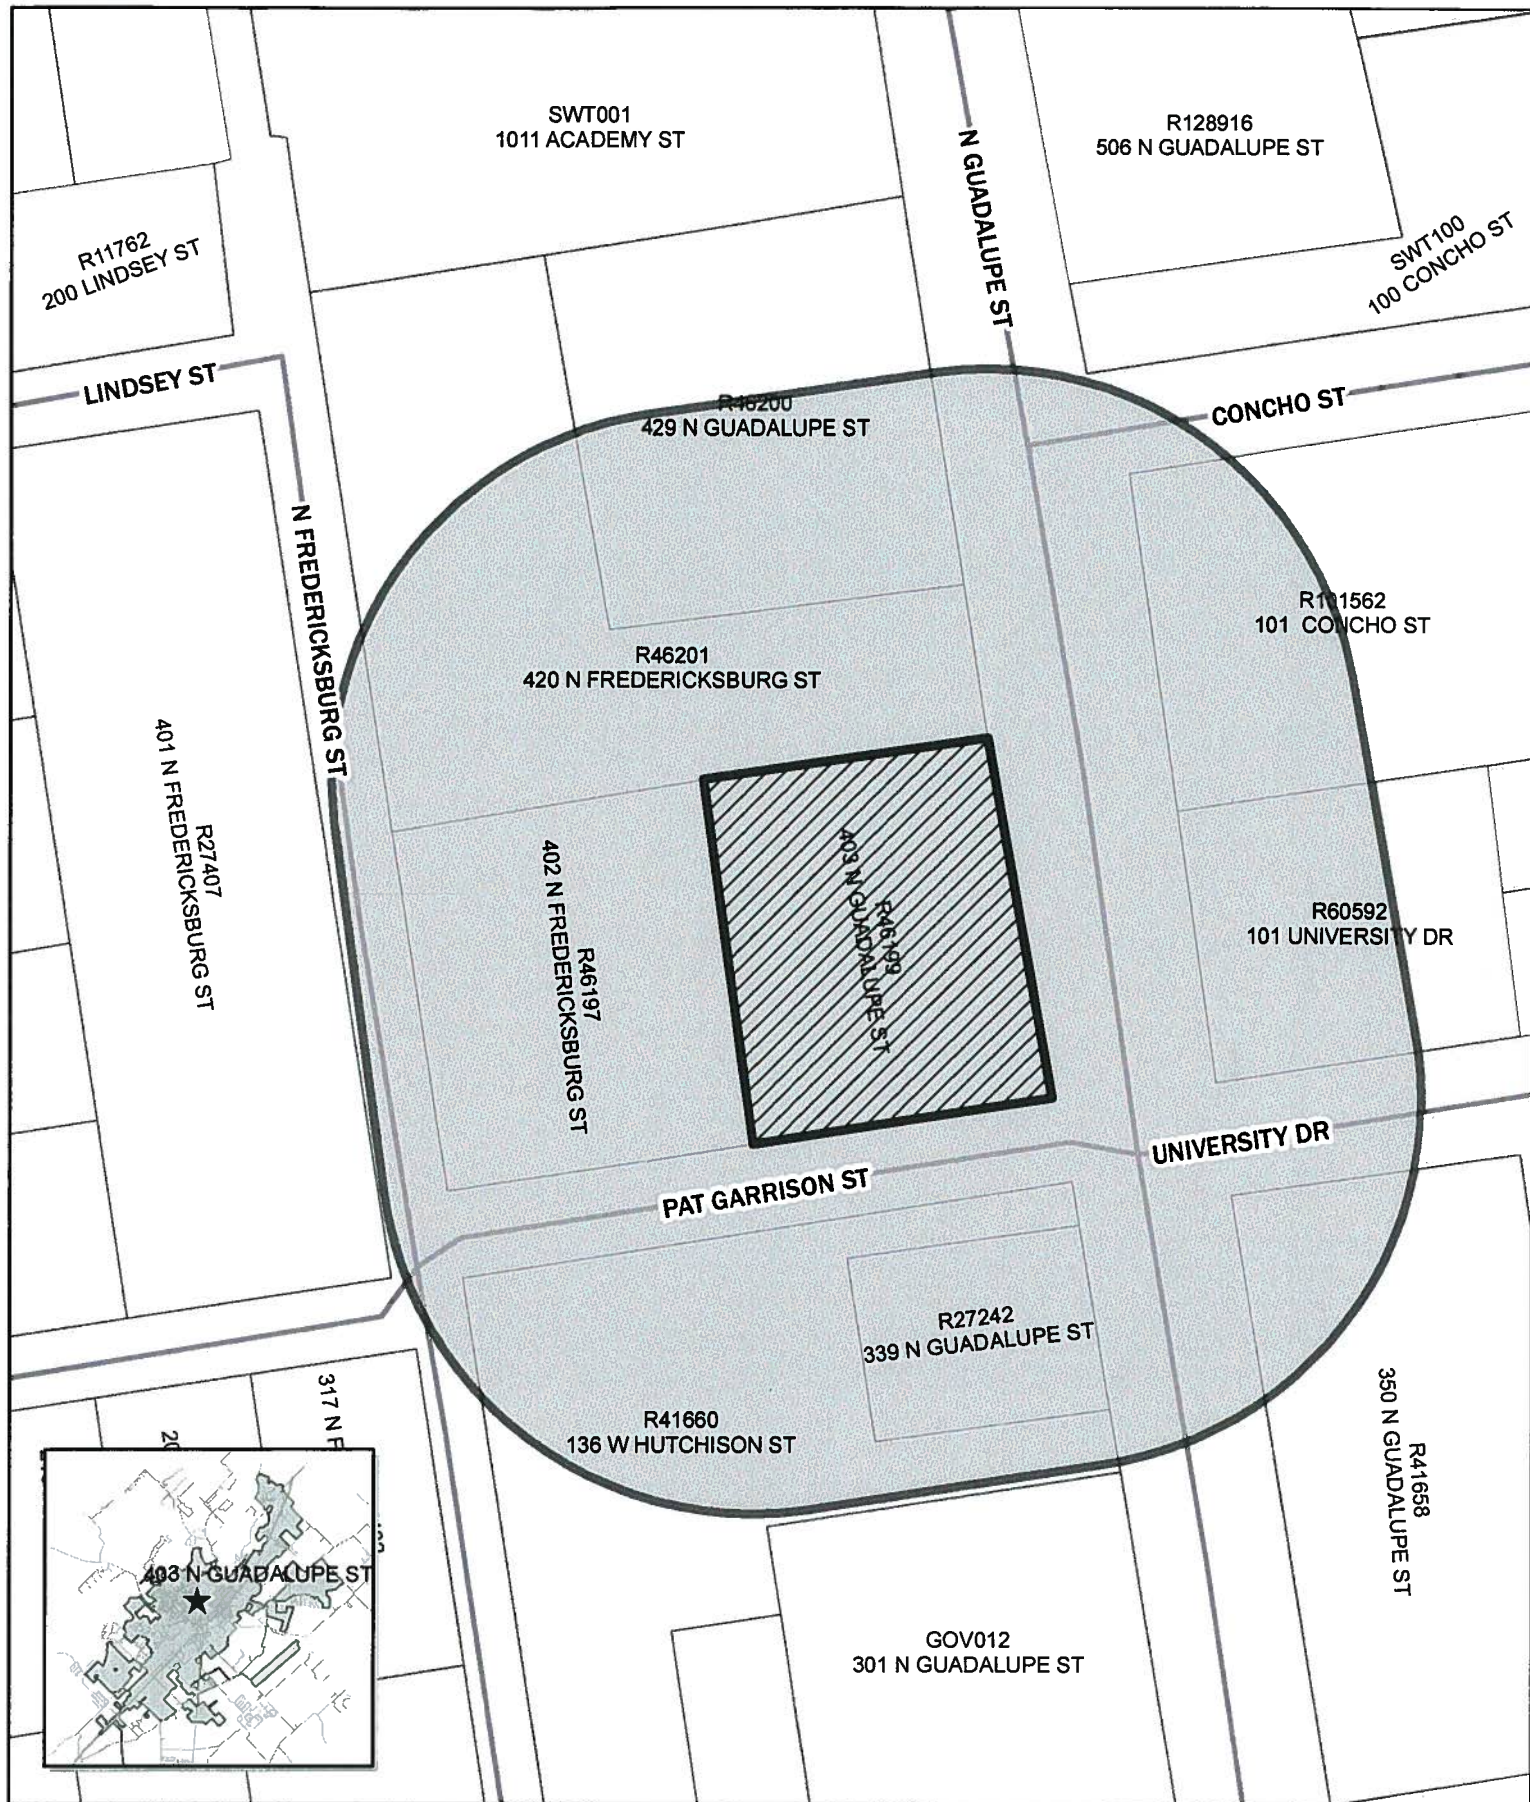 SWT001
1011 ACADEMY ST
R128916
506 N GUADALUPE ST
N GUADALUPE ST
R11762
200 LINDSEY ST
SWT100
100 CONCHO ST
LINDSEY ST
CONCHO ST
R46200
429 N GUADALUPE ST
N FREDERICKSBURG ST
R101562
101 CONCHO ST
R46201
420 N FREDERICKSBURG ST
R27407
401 N FREDERICKSBURG ST
R46197
402 N FREDERICKSBURG ST
R46199
403 N GUADALUPE ST
R60592
101 UNIVERSITY DR
UNIVERSITY DR
PAT GARRISON ST
R27242
339 N GUADALUPE ST
317 N F
20
R41660
136 W HUTCHISON ST
R41658
350 N GUADALUPE ST
403 N GUADALUPE ST
GOV012
301 N GUADALUPE ST